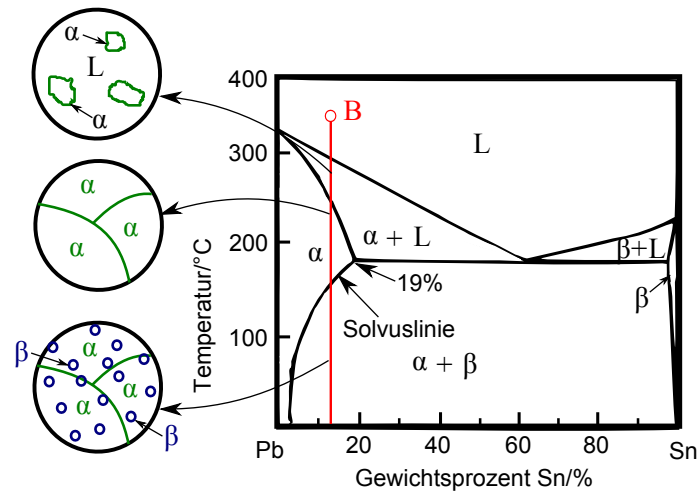 α
L
α
α
α
α
α
β
α
α
α
β
400
300
200
100
Temperatur/°C
B
L
α
α + L
β+L
19%
β
Solvuslinie
α + β
Pb
20
40
60
80
Sn
Gewichtsprozent Sn/%